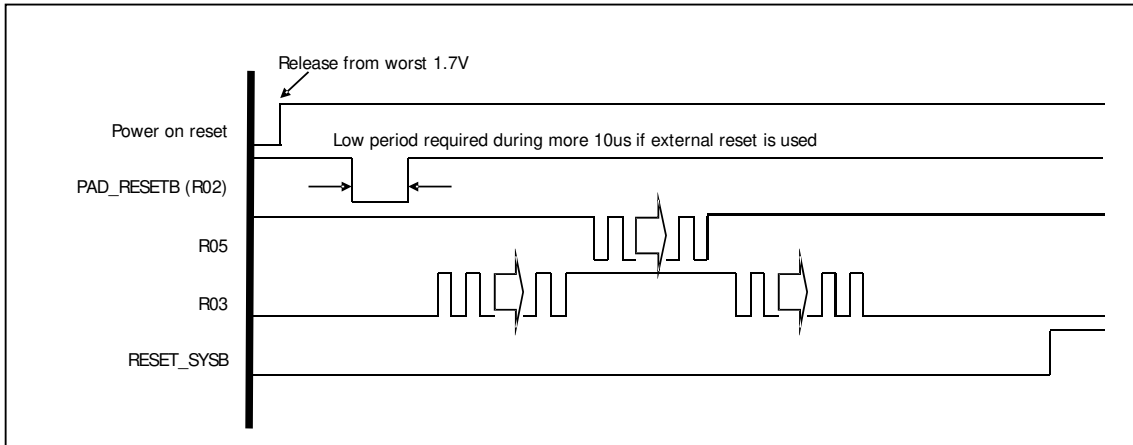 Release from worst 1.7V
Power on reset
Low period required during more 10us if external reset is used
PAD_RESETB (R02)
R05
R03
RESET_SYSB